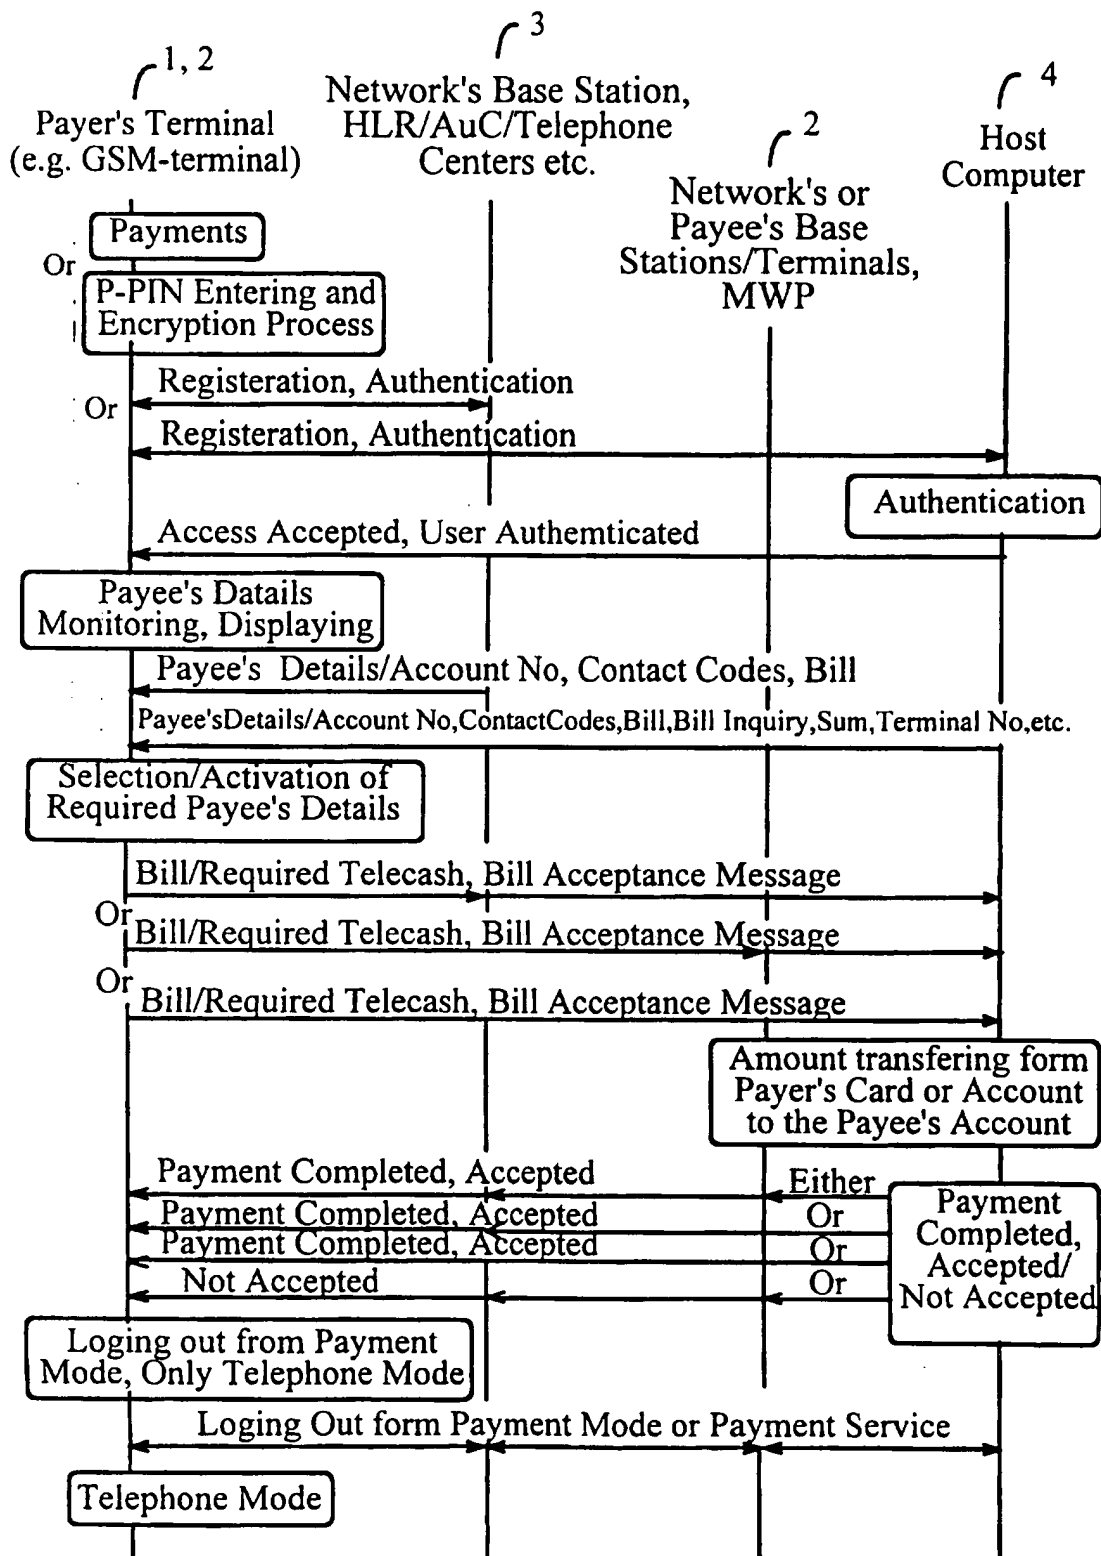 1, 2
3
2
4
Payer's Terminal
(e.g. GSM-terminal)
Network's Base Station,
HLR/AuC/Telephone
Centers etc.
Network's or
Payee's Base
Stations/Terminals,
MWP
Host
Computer
Payments
Or
P-PIN Entering and
Encryption Process
Registeration, Authentication
Or
Registeration, Authentication
Authentication
Access Accepted, User Authemticated
Payee's Datails
Monitoring, Displaying
Payee's Details/Account No, Contact Codes, Bill
Payee'sDetails/Account No,ContactCodes,Bill,Bill Inquiry,Sum,Terminal No,etc.
Selection/Activation of
Required Payee's Details
Bill/Required Telecash, Bill Acceptance Message
Or
Bill/Required Telecash, Bill Acceptance Message
Or
Bill/Required Telecash, Bill Acceptance Message
Amount transfering form
Payer's Card or Account
to the Payee's Account
Payment Completed, Accepted
Either
Payment Completed, Accepted
Or
Payment Completed, Accepted
Or
Not Accepted
Or
Payment
Completed,
Accepted/
Not Accepted
Loging out from Payment
Mode, Only Telephone Mode
Loging Out form Payment Mode or Payment Service
Telephone Mode